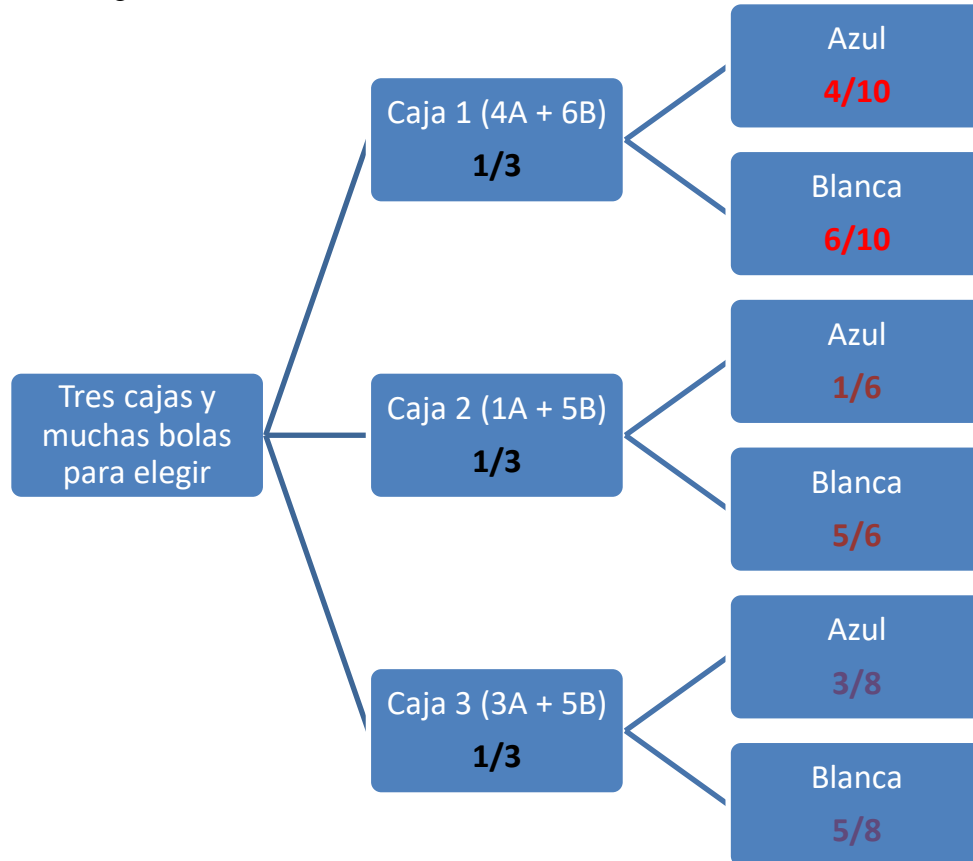 Azul
4/10
Caja 1 (4A + 6B)
1/3
Blanca
6/10
Azul
1/6
Tres cajas y
muchas bolas
para elegir
Caja 2 (1A + 5B)
1/3
Blanca
5/6
Azul
3/8
Caja 3 (3A + 5B)
1/3
Blanca
5/8